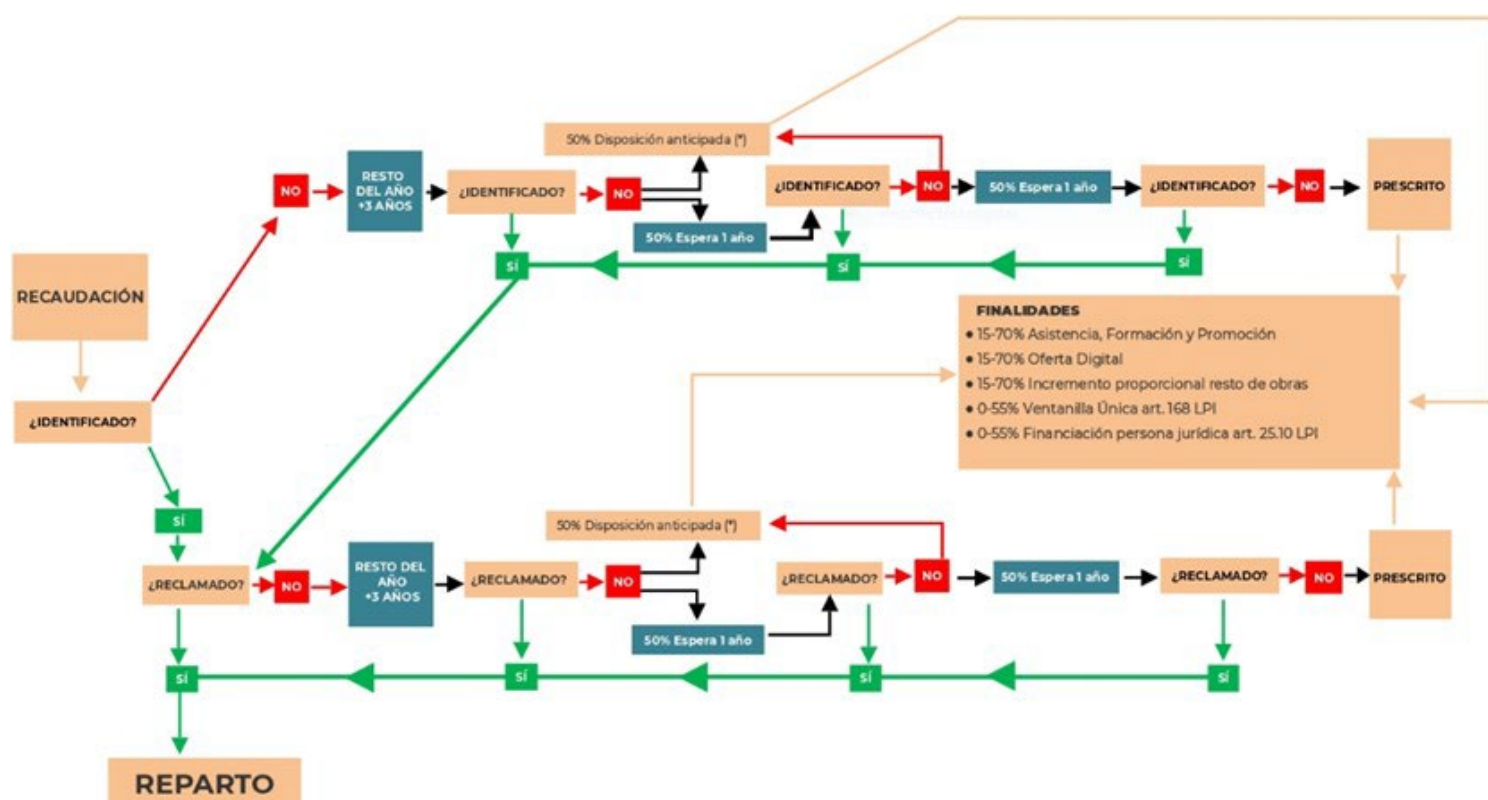 50% Disposición anticipada (*)
NO
RESTO
DEL AÑO
+3 AÑOS
¿IDENTIFICADO?
NO
50% Espera 1 año
¿IDENTIFICADO?
NO
50% Espera 1 año
¿IDENTIFICADO?
NO
PRESCRITO
SÍ
SÍ
SÍ
RECAUDACIÓN
¿IDENTIFICADO?
FINALIDADES
● 15-70% Asistencia, Formación y Promoción
● 15-70% Oferta Digital
● 15-70% Incremento proporcional resto de obras
● 0-55% Ventanilla Única art. 168 LPI
● 0-55% Financiación persona jurídica art. 25.10 LPI
SÍ
50% Disposición anticipada (*)
¿RECLAMADO?
NO
RESTO DEL
AÑO
+3 AÑOS
¿RECLAMADO?
NO
50% Espera 1 año
¿RECLAMADO?
NO
50% Espera 1 año
¿RECLAMADO?
NO
PRESCRITO
SÍ
SÍ
SÍ
SÍ
REPARTO